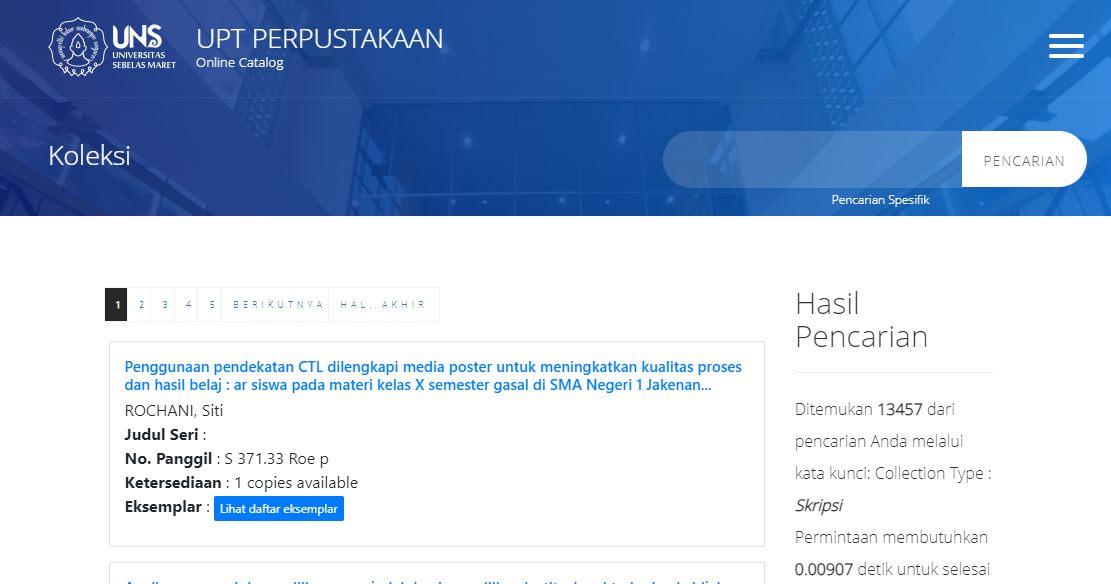 UNS
UNIVERSITAS
SEBELAS MARET
UPT PERPUSTAKAAN
Online Catalog
Koleksi
PENCARIAN
Pencarian Spesifik
1 2 3 4 5 BERIKUTNYA HAL. AKHIR
Penggunaan pendekatan CTL dilengkapi media poster untuk meningkatkan kualitas proses
dan hasil belaj : ar siswa pada materi kelas X semester gasal di SMA Negeri 1 Jakenan...
ROCHANI, Siti
Judul Seri :
No. Panggil : S 371.33 Roe p
Ketersediaan : 1 copies available
Eksemplar : Lihat daftar eksemplar
Hasil
Pencarian
Ditemukan 13457 dari
pencarian Anda melalui
kata kunci: Collection Type :
Skripsi
Permintaan membutuhkan
0.00907 detik untuk selesai